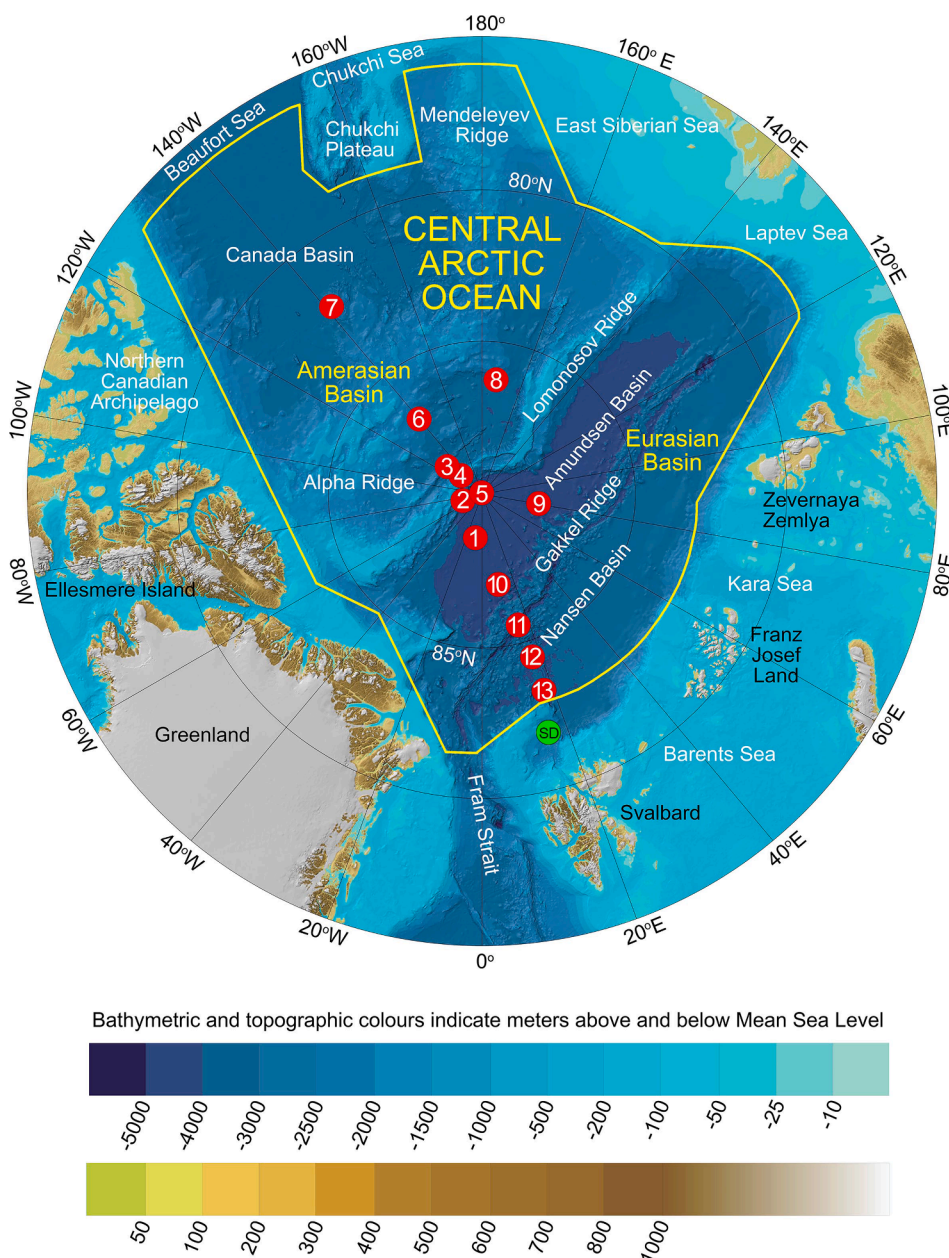 180°
160°W
160° E
Chukchi Sea
140°W
140°E
Beaufort Sea
Chukchi
Plateau
Mendeleyev
Ridge
East Siberian Sea
80°N
120°W
Laptev Sea
120°E
CENTRAL
ARCTIC
OCEAN
Canada Basin
7
Lomonosov Ridge
Northern
Canadian
Archipelago
Amerasian
Basin
8
6
100°W
100°E
Amundsen Basin
Eurasian
Basin
3
4
Alpha Ridge
2
5
9
Zevernaya
Zemlya
1
Gakkel Ridge
80°W
80°E
Ellesmere Island
10
Kara Sea
Nansen Basin
11
Franz
Josef
Land
85°N
12
13
60°W
60°E
Greenland
SD
Barents Sea
Fram Strait
Svalbard
40°W
40°E
20°W
20°E
0°
Bathymetric and topographic colours indicate meters above and below Mean Sea Level
-5000
-4000
-3000
-2500
-2000
-1500
-1000
-500
-200
-100
-50
-25
-10
50
100
200
300
400
500
600
700
800
1000